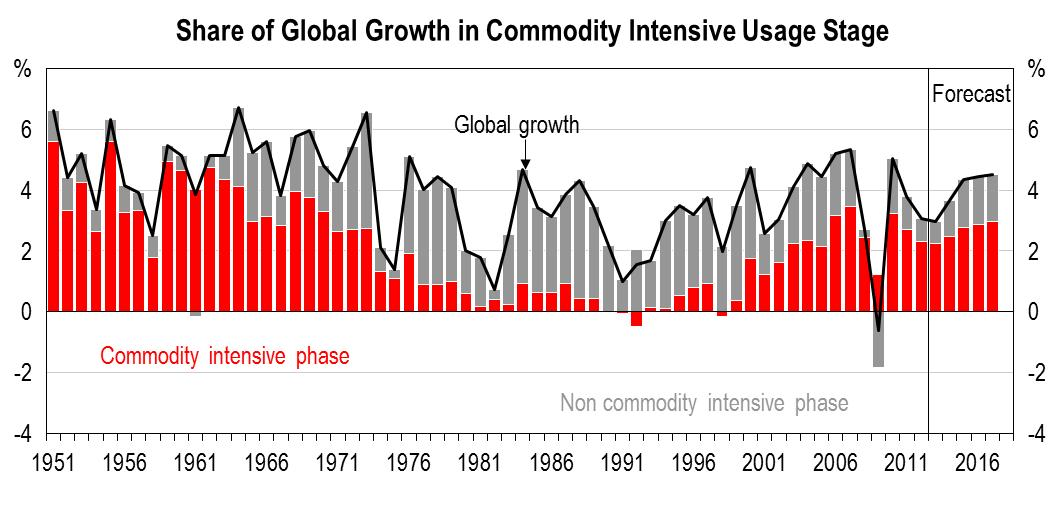 Share of Global Growth in Commodity Intensive Usage Stage
% %
Forecast
6 Global growth 6
4 4
2 2
0 0
Commodity intensive phase
-2 -2
Non commodity intensive phase
-4 -4
1951 1956 1961 1966 1971 1976 1981 1986 1991 1996 2001 2006 2011 2016